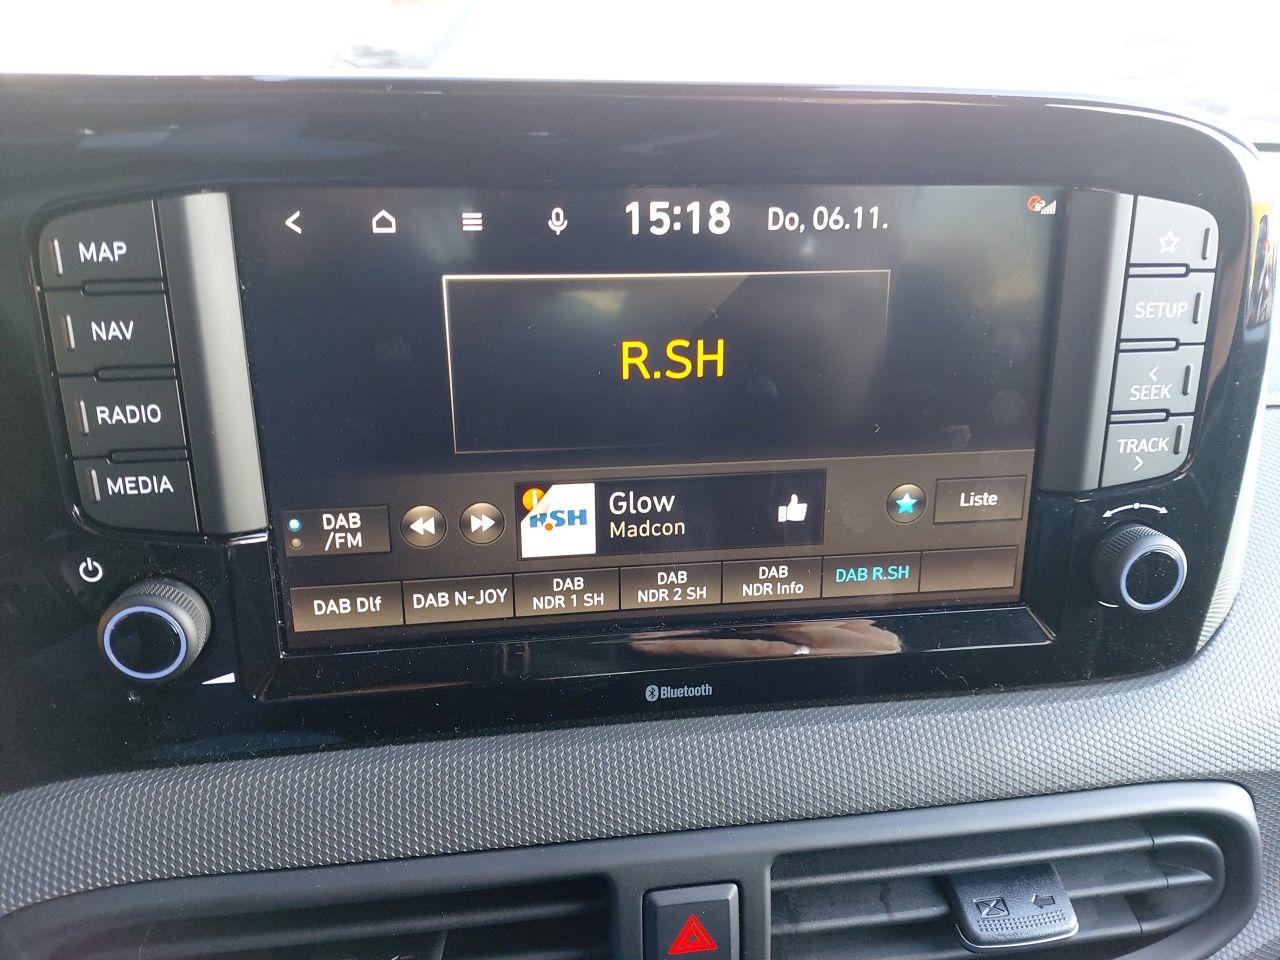 15:18
Do, 06.11.
MAP
NAV
RADIO
MEDIA
R.SH
R.SH
Glow
Madcon
DAB
/FM
Liste
DAB Dlf
DAB N-JOY
DAB
NDR 1 SH
DAB
NDR 2 SH
DAB
NDR Info
DAB R.SH
SETUP
<
SEEK
TRACK
>
Bluetooth